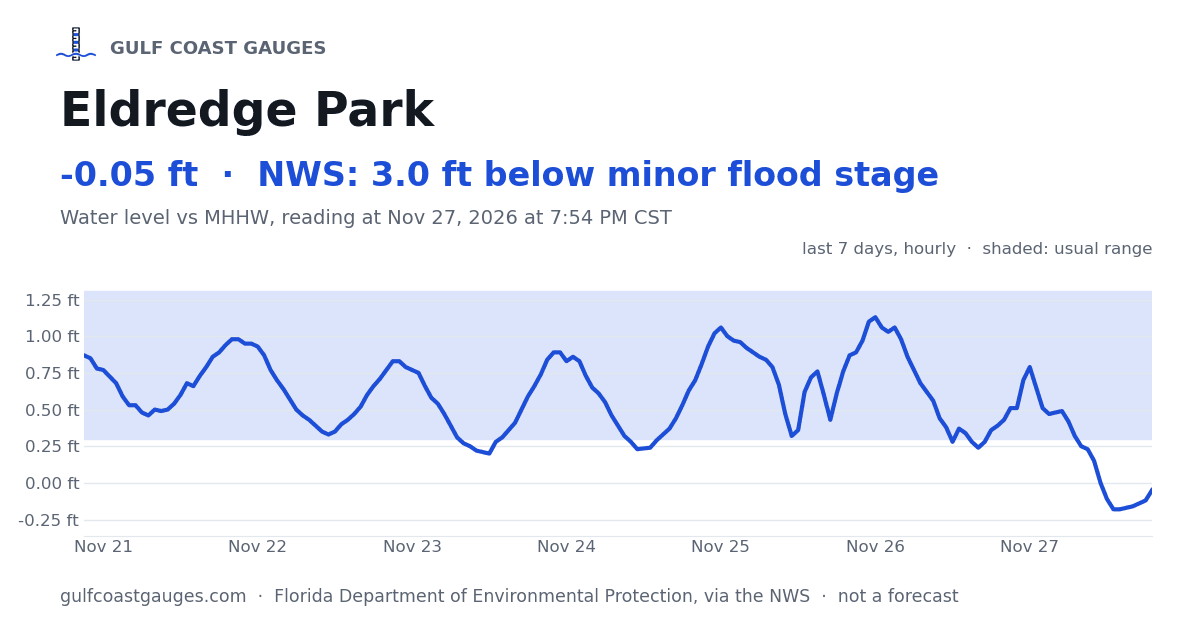 GULF COAST GAUGES
Eldredge Park
-0.05 ft · NWS: 3.0 ft below minor flood stage
Water level vs MHHW, reading at Nov 27, 2026 at 7:54 PM CST
last 7 days, hourly · shaded: usual range
1.25 ft
1.00 ft
0.75 ft
0.50 ft
0.25 ft
0.00 ft
-0.25 ft
Nov 21 Nov 22 Nov 23 Nov 24 Nov 25 Nov 26 Nov 27
gulfcoastgauges.com · Florida Department of Environmental Protection, via the NWS · not a forecast